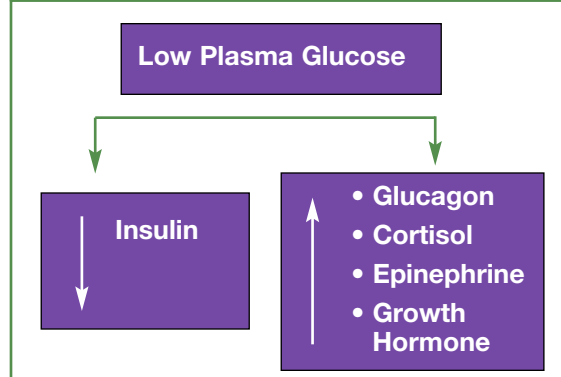 Low Plasma Glucose
Insulin
• Glucagon
• Cortisol
• Epinephrine
• Growth
Hormone